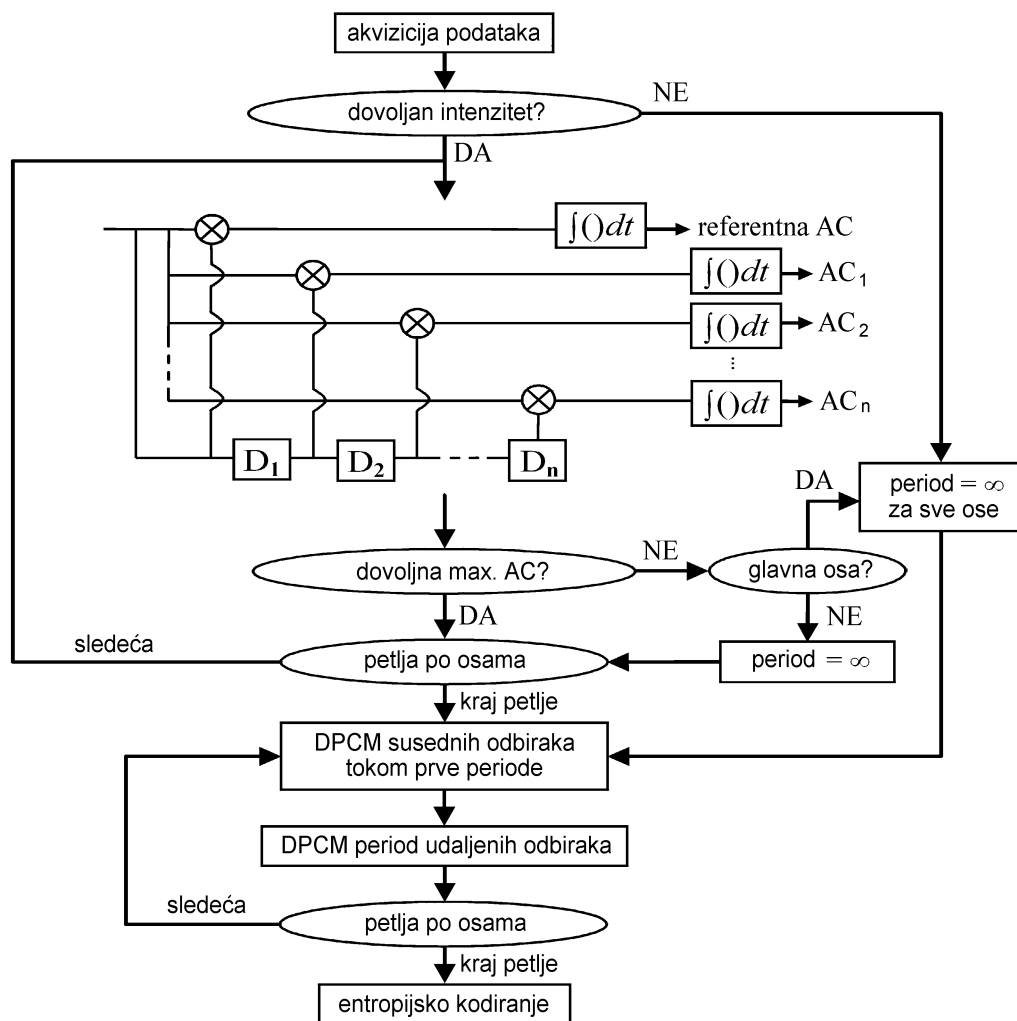 akvizicija podataka
dovoljan intenzitet?
NE
DA
∫()dt
referentna AC
∫()dt
AC1
∫()dt
AC2
...
∫()dt
ACn
D1
D2
Dn
DA
period = ∞
za sve ose
dovoljna max. AC?
NE
glavna osa?
DA
NE
sledeća
petlja po osama
period = ∞
kraj petlje
DPCM susednih odbiraka
tokom prve periode
DPCM period udaljenih odbiraka
sledeća
petlja po osama
kraj petlje
entropijsko kodiranje